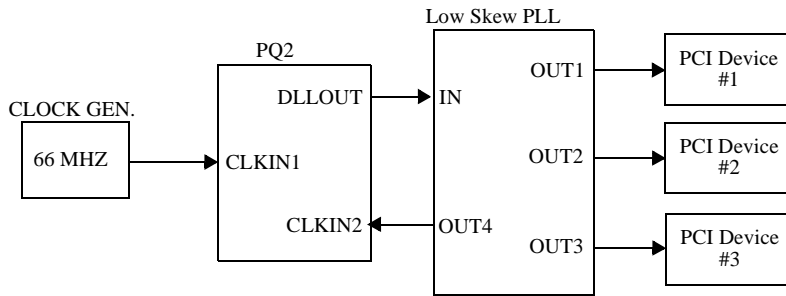 Low Skew PLL
PQ2
CLOCK GEN.
66 MHZ
DLLOUT
CLKIN1
CLKIN2
IN
OUT4
OUT1
OUT2
OUT3
PCI Device
#1
PCI Device
#2
PCI Device
#3